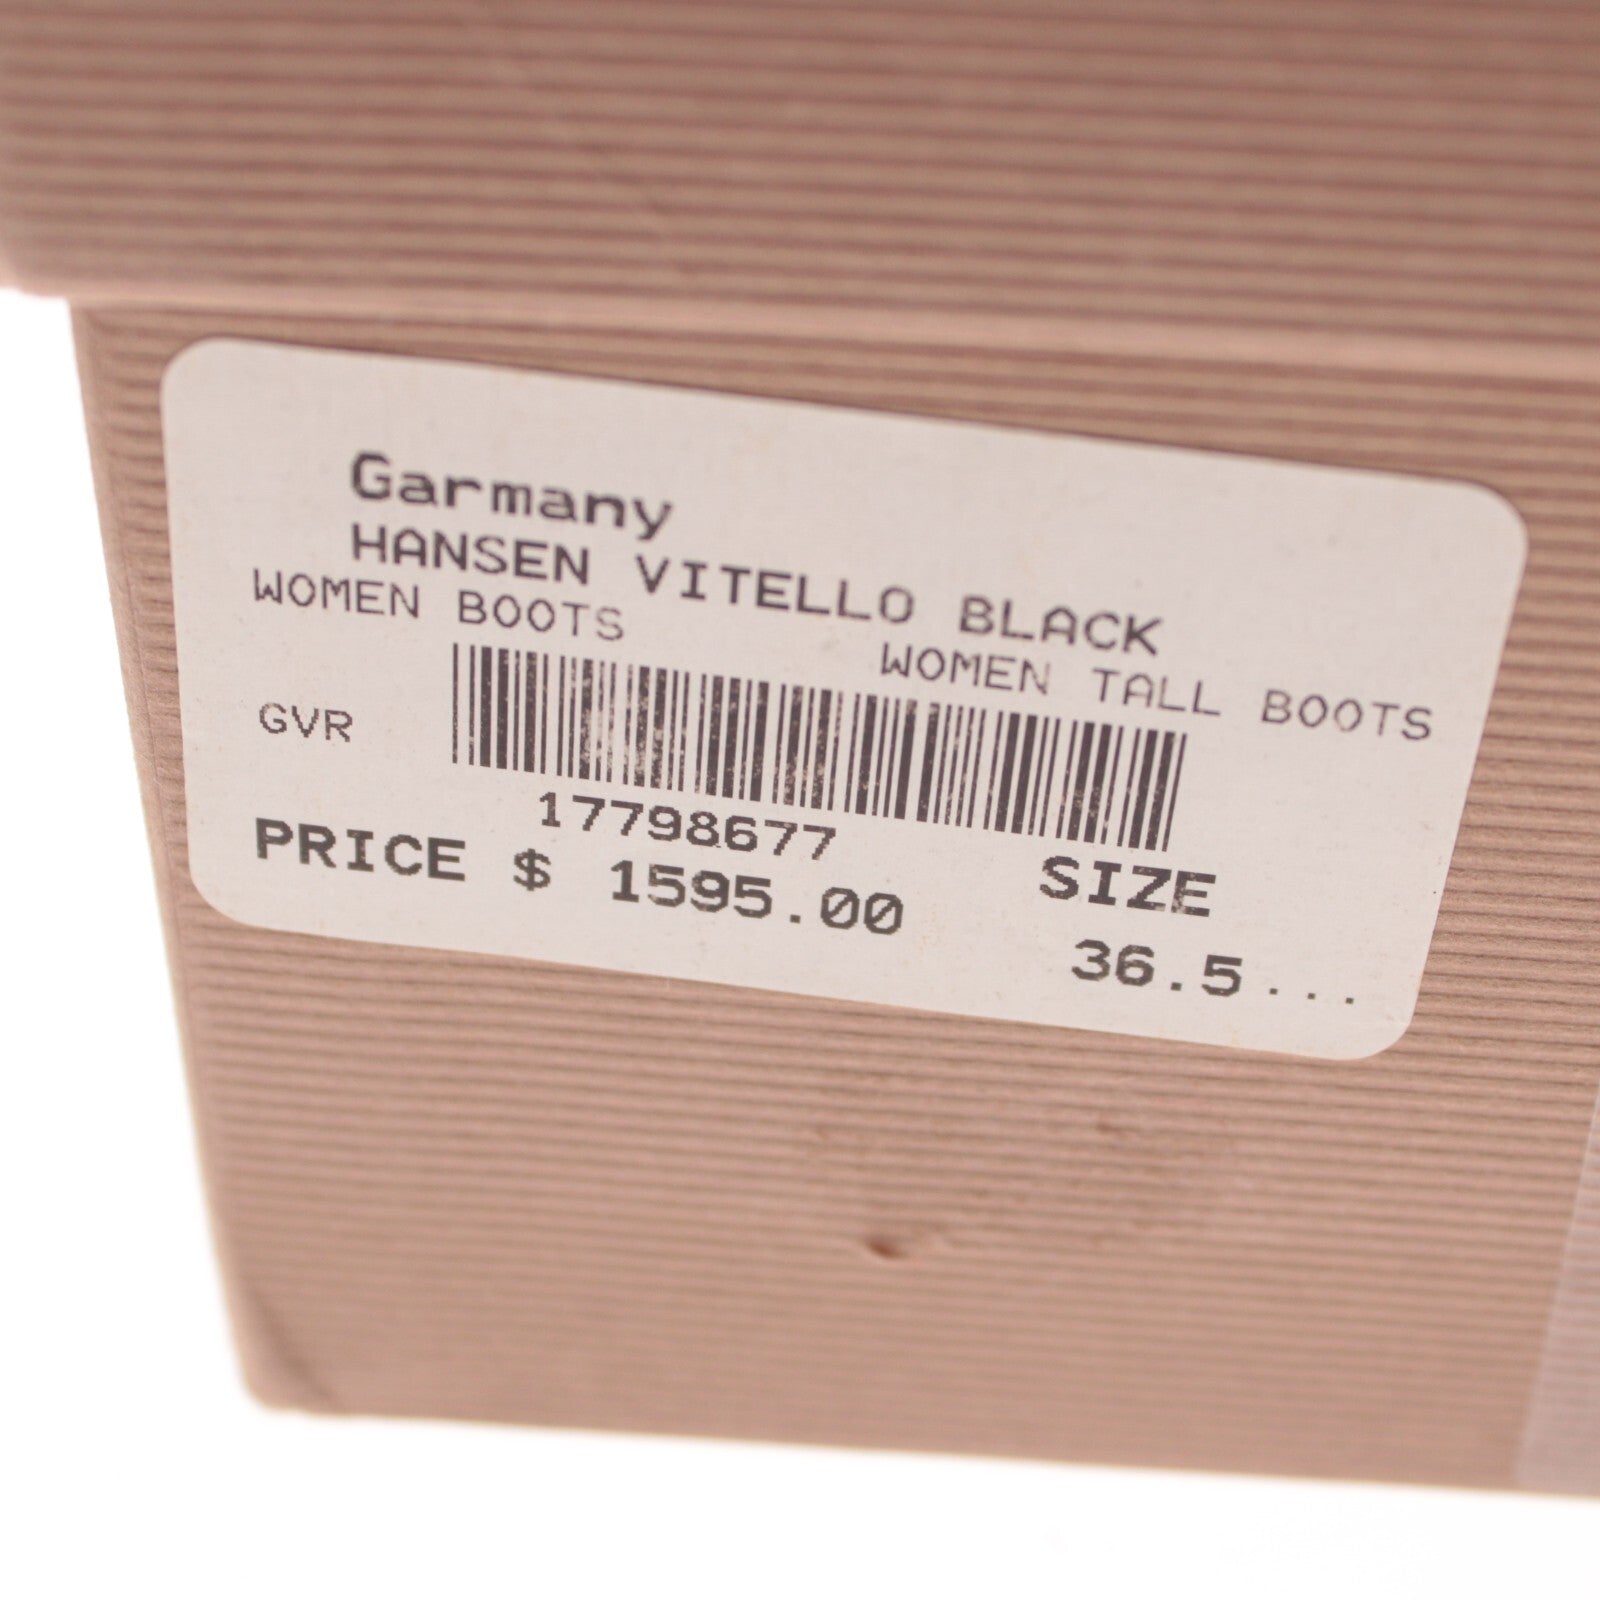 Garmany
HANSEN VITELLO BLACK
WOMEN BOOTS
WOMEN TALL BOOTS
GVR
17798677
PRICE $ 1595.00
SIZE
36.5...